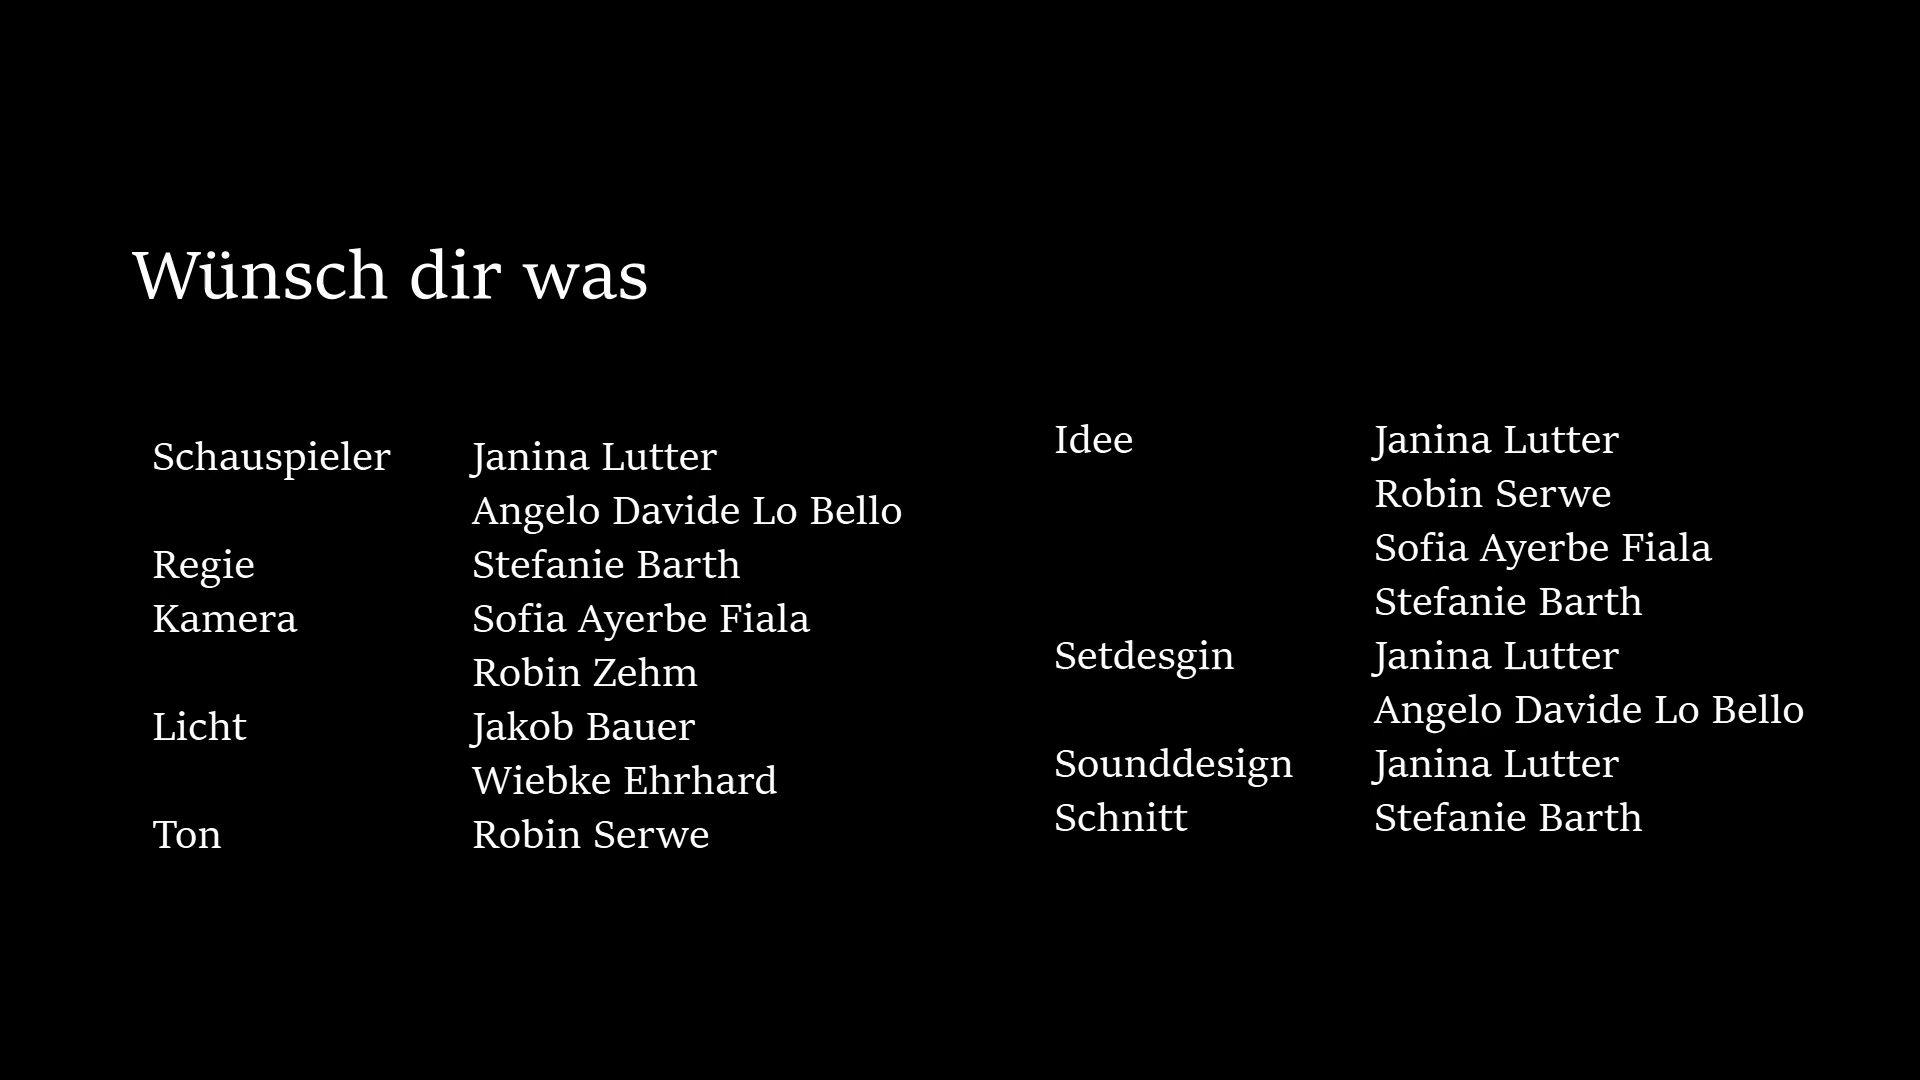 Wünsch dir was
Schauspieler Janina Lutter
Angelo Davide Lo Bello
Regie Stefanie Barth
Kamera Sofia Ayerbe Fiala
Robin Zehm
Licht Jakob Bauer
Wiebke Ehrhard
Ton Robin Serwe
Idee Janina Lutter
Robin Serwe
Sofia Ayerbe Fiala
Stefanie Barth
Setdesgin Janina Lutter
Angelo Davide Lo Bello
Sounddesign Janina Lutter
Schnitt Stefanie Barth